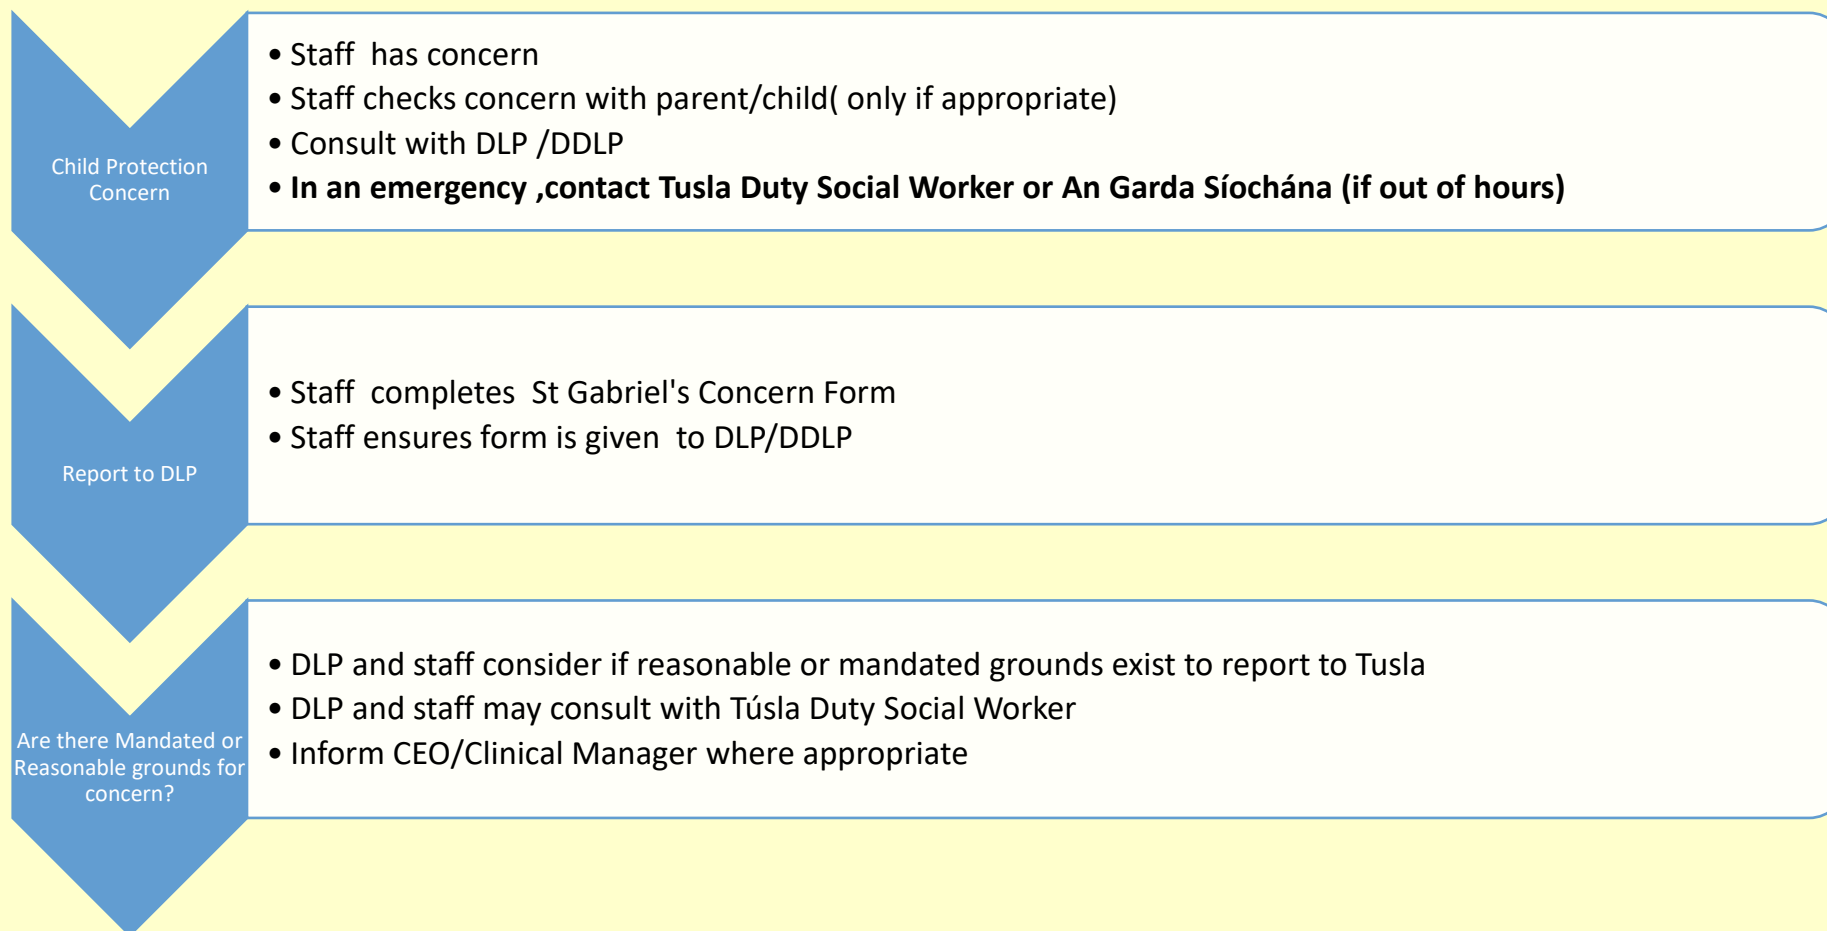 Child Protection
Concern
• Staff  has concern
• Staff checks concern with parent/child( only if appropriate)
• Consult with DLP /DDLP
• In an emergency ,contact Tusla Duty Social Worker or An Garda Síochána (if out of hours)
Report to DLP
• Staff  completes  St Gabriel's Concern Form
• Staff ensures form is given  to DLP/DDLP
Are there Mandated or
Reasonable grounds for
concern?
• DLP and staff consider if reasonable or mandated grounds exist to report to Tusla
• DLP and staff may consult with Túsla Duty Social Worker
• Inform CEO/Clinical Manager where appropriate